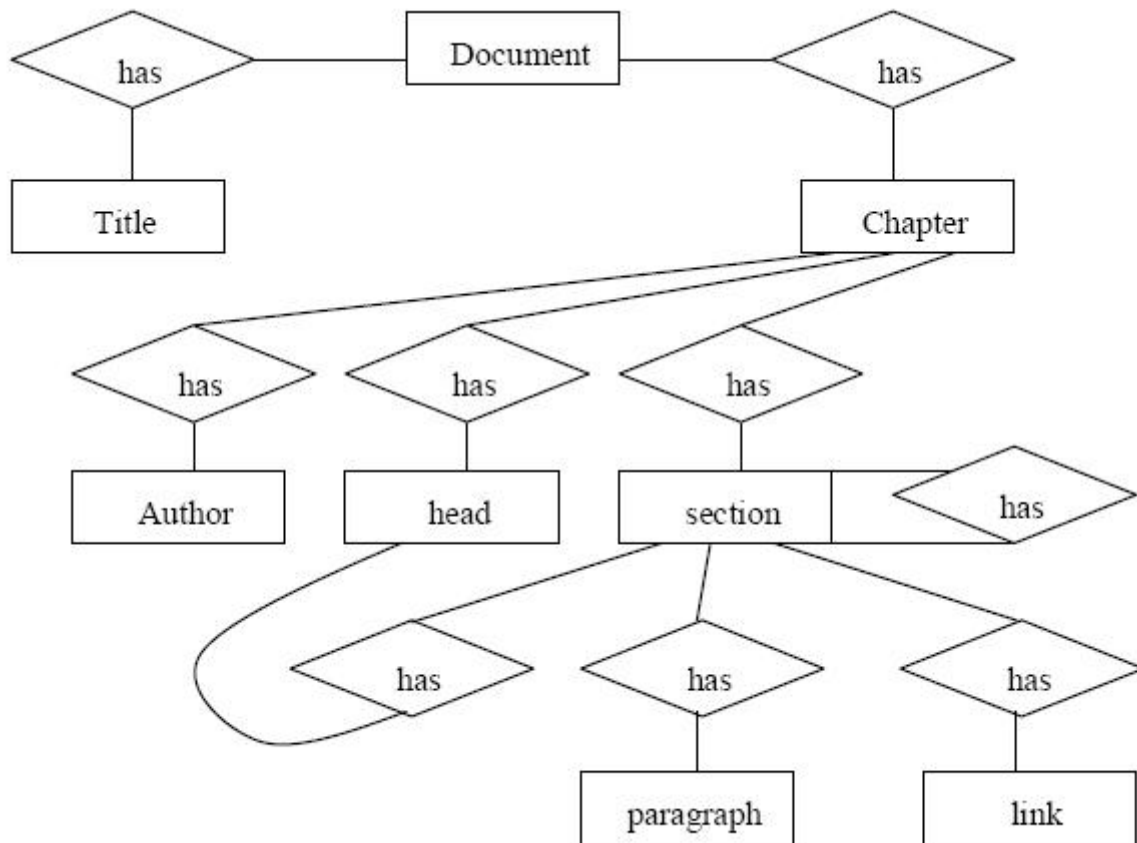 Document
has
has
Title
Chapter
has
has
has
Author
head
section
has
has
has
has
paragraph
link